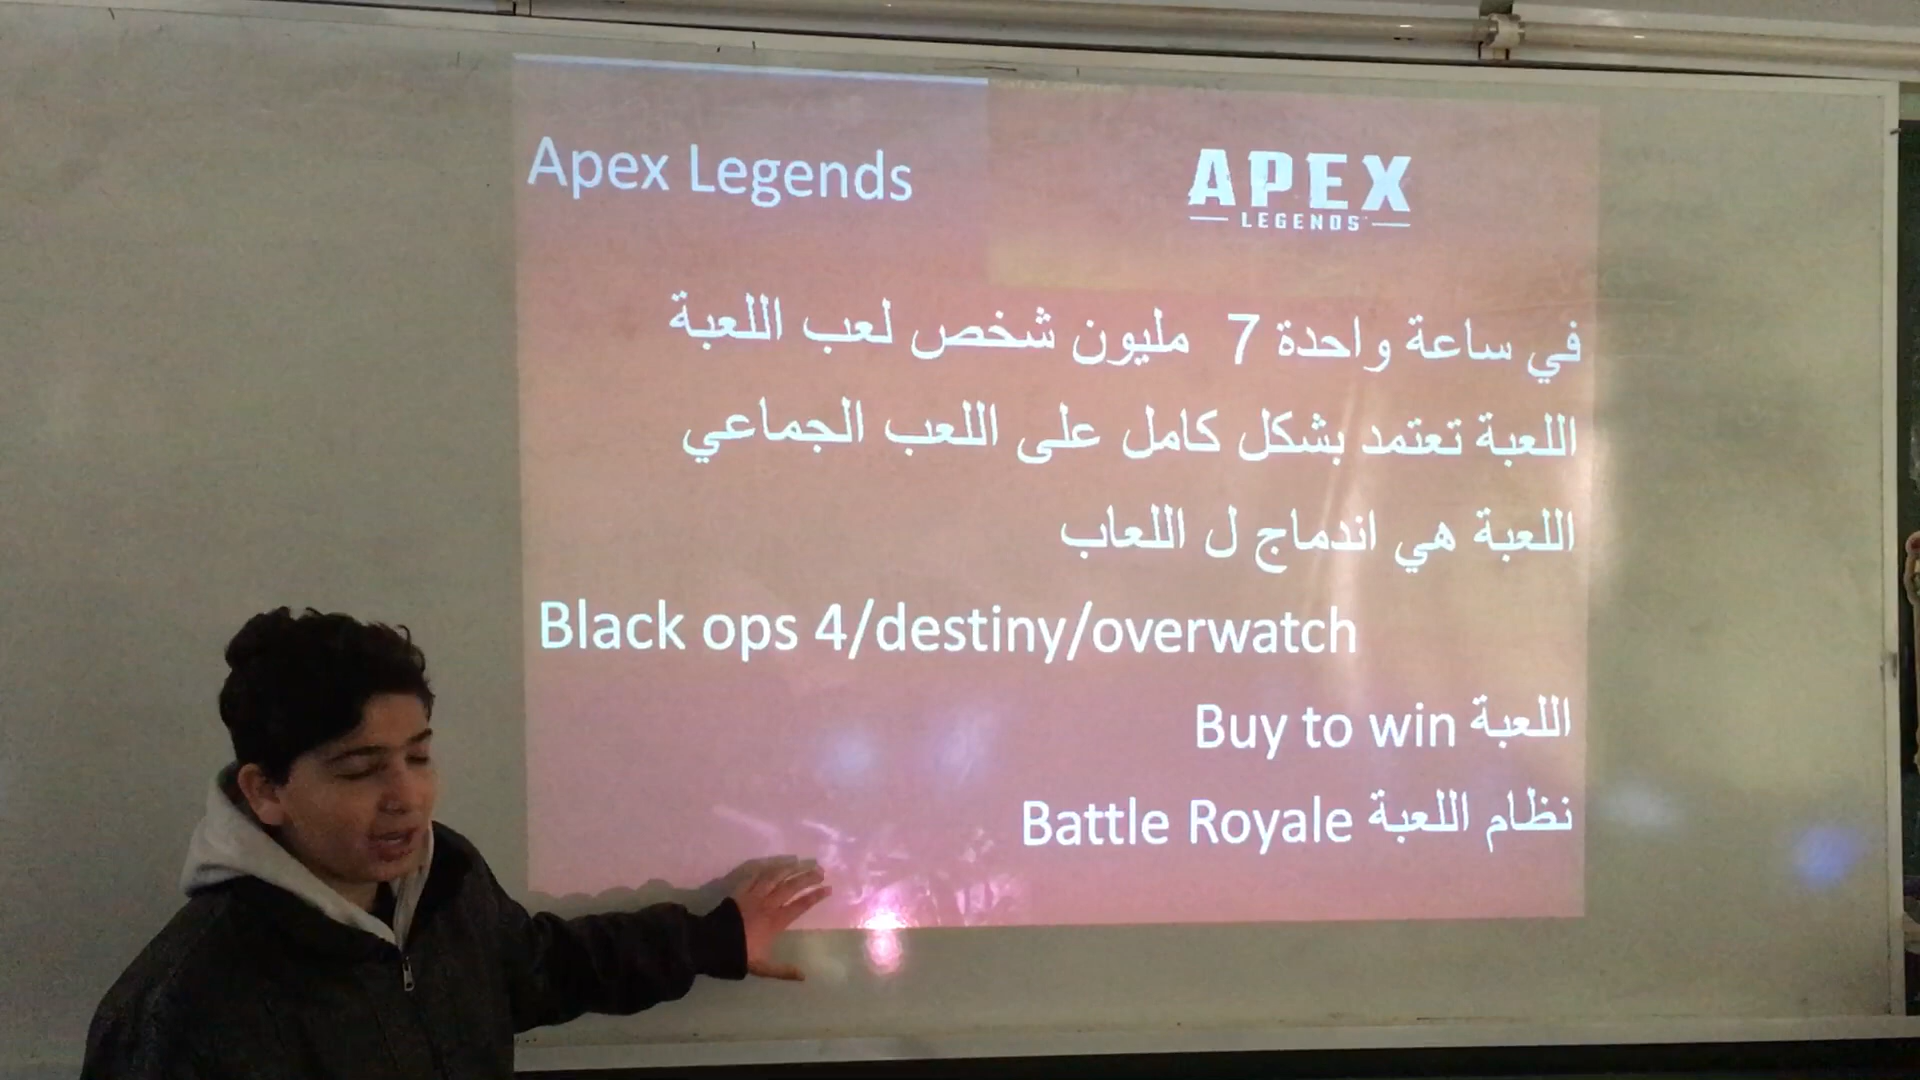 Apex Legends
APEX
LEGENDS
في ساعة واحدة 7 مليون شخص لعب اللعبة
اللعبة تعتمد بشكل كامل على اللعب الجماعي
اللعبة هي اندماج ل اللعاب
Black ops 4/destiny/overwatch
اللعبة Buy to win
نظام اللعبة Battle Royale